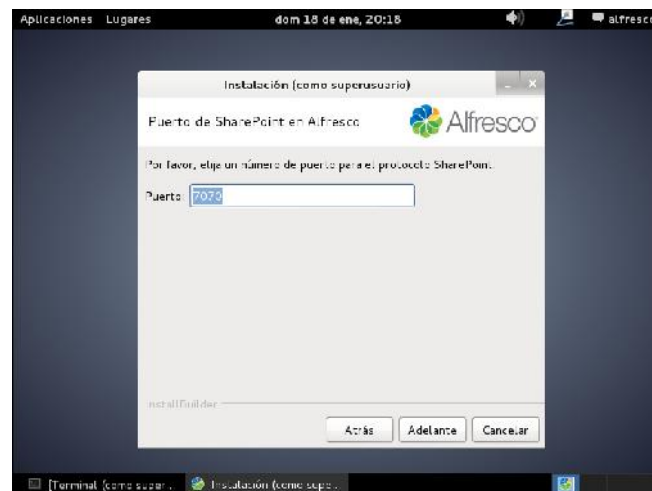 Aplicaciones Lugares dom 18 de ene, 20:18 alfresco
Instalación (como superusuario)
Puerto de SharePoint en Alfresco
Alfresco
Por favor, elija un número de puerto para el protocolo SharePoint.
Puerto: 7070
InstallBuilder
Atrás Adelante Cancelar
[Terminal (como super... Instalación (como supe...